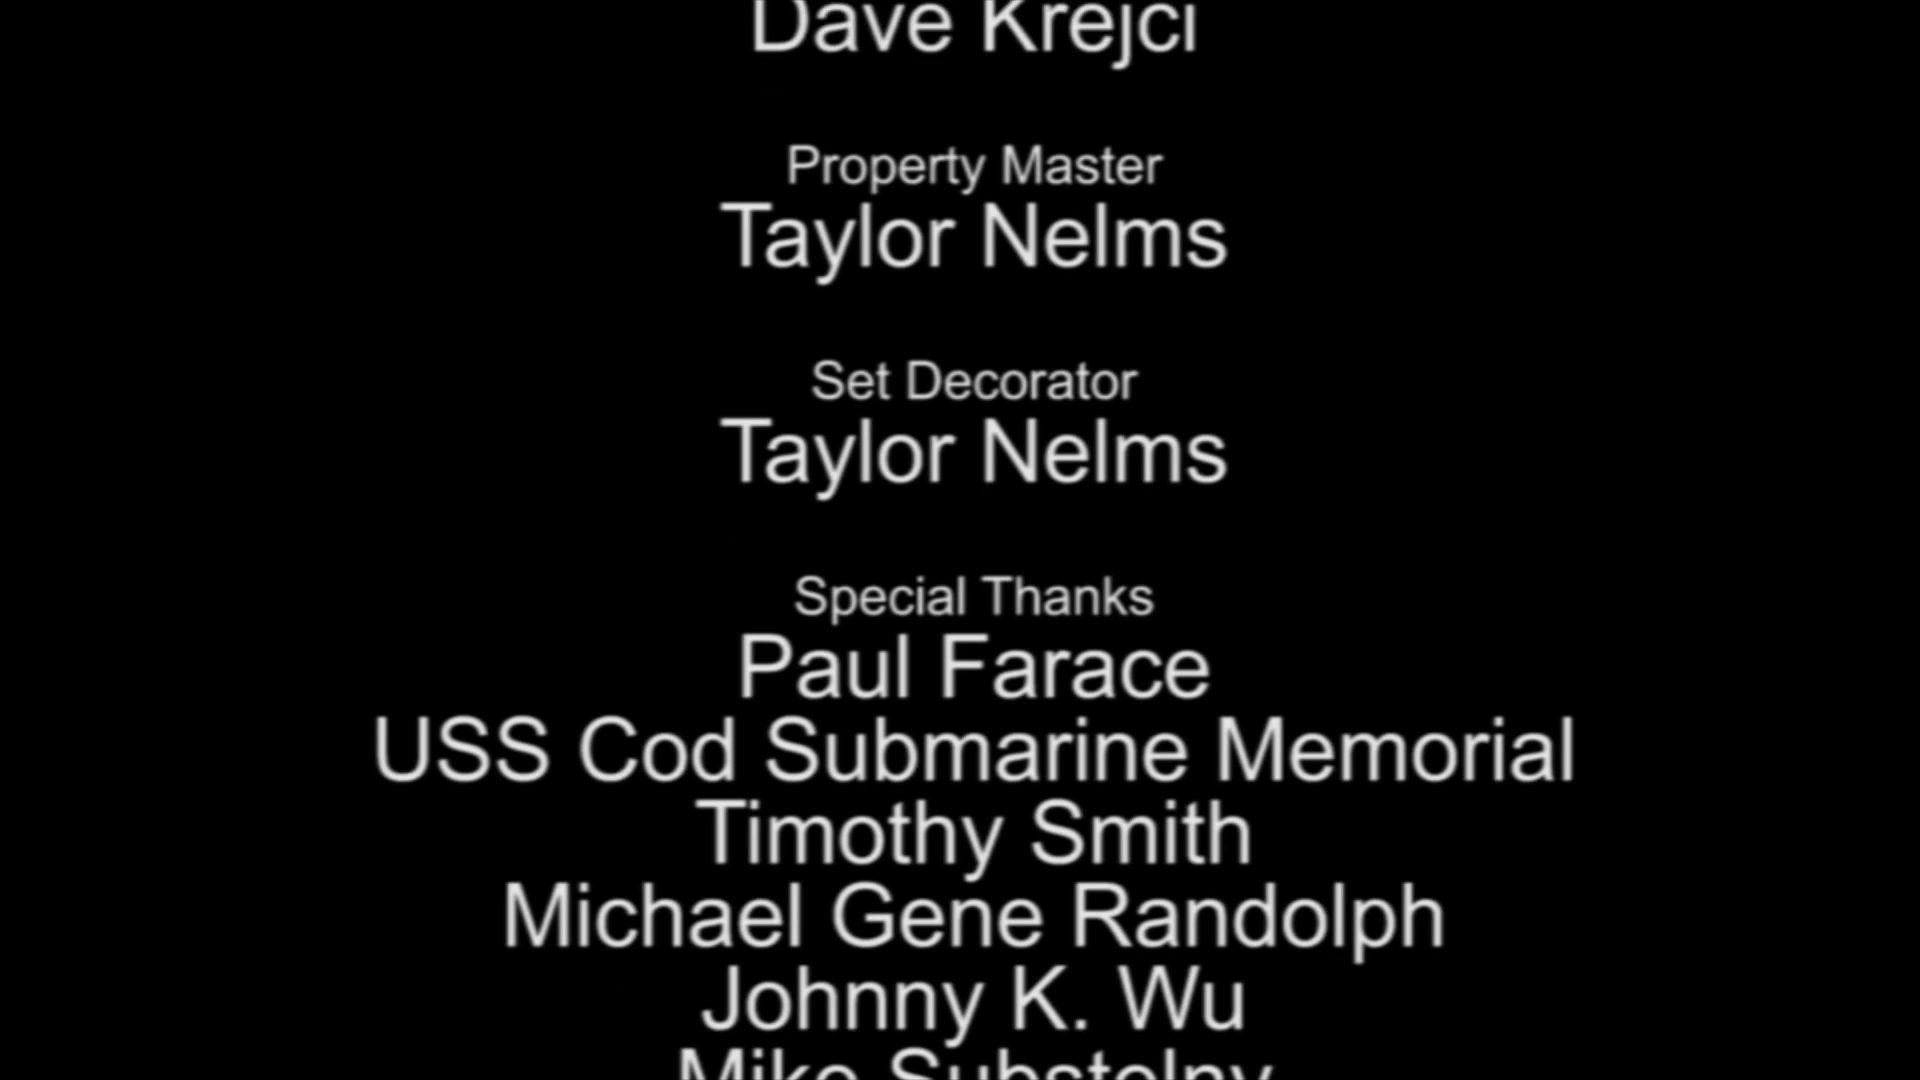 Dave Krejci
Property Master
Taylor Nelms
Set Decorator
Taylor Nelms
Special Thanks
Paul Farace
USS Cod Submarine Memorial
Timothy Smith
Michael Gene Randolph
Johnny K. Wu
Mike Substelny